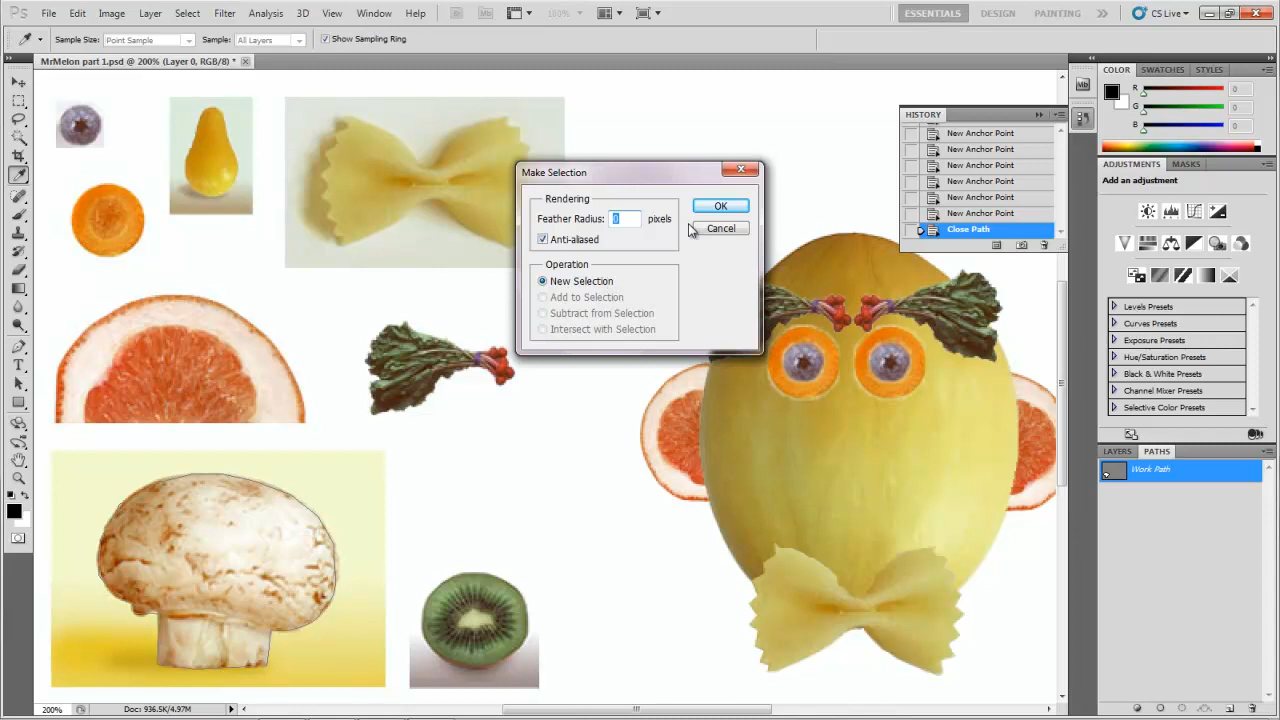 Ps File Edit Image Layer Select Filter Analysis 3D View Window Help Br Mb 160% ESSENTIALS DESIGN PAINTING CS Live
Sample Size: Point Sample Sample: All Layers Show Sampling Ring
MrMelon part 1.psd @ 200% (Layer 0, RGB/8) *
HISTORY
New Anchor Point
New Anchor Point
New Anchor Point
New Anchor Point
New Anchor Point
New Anchor Point
Close Path
Make Selection
Rendering
Feather Radius: 0 pixels
Anti-aliased
Operation
New Selection
Add to Selection
Subtract from Selection
Intersect with Selection
OK
Cancel
Mb
COLOR SWATCHES STYLES
R 0
G 0
B 0
ADJUSTMENTS MASKS
Add an adjustment
Levels Presets
Curves Presets
Exposure Presets
Hue/Saturation Presets
Black & White Presets
Channel Mixer Presets
Selective Color Presets
LAYERS PATHS
Work Path
T
200% Doc: 936.5K/4.97M